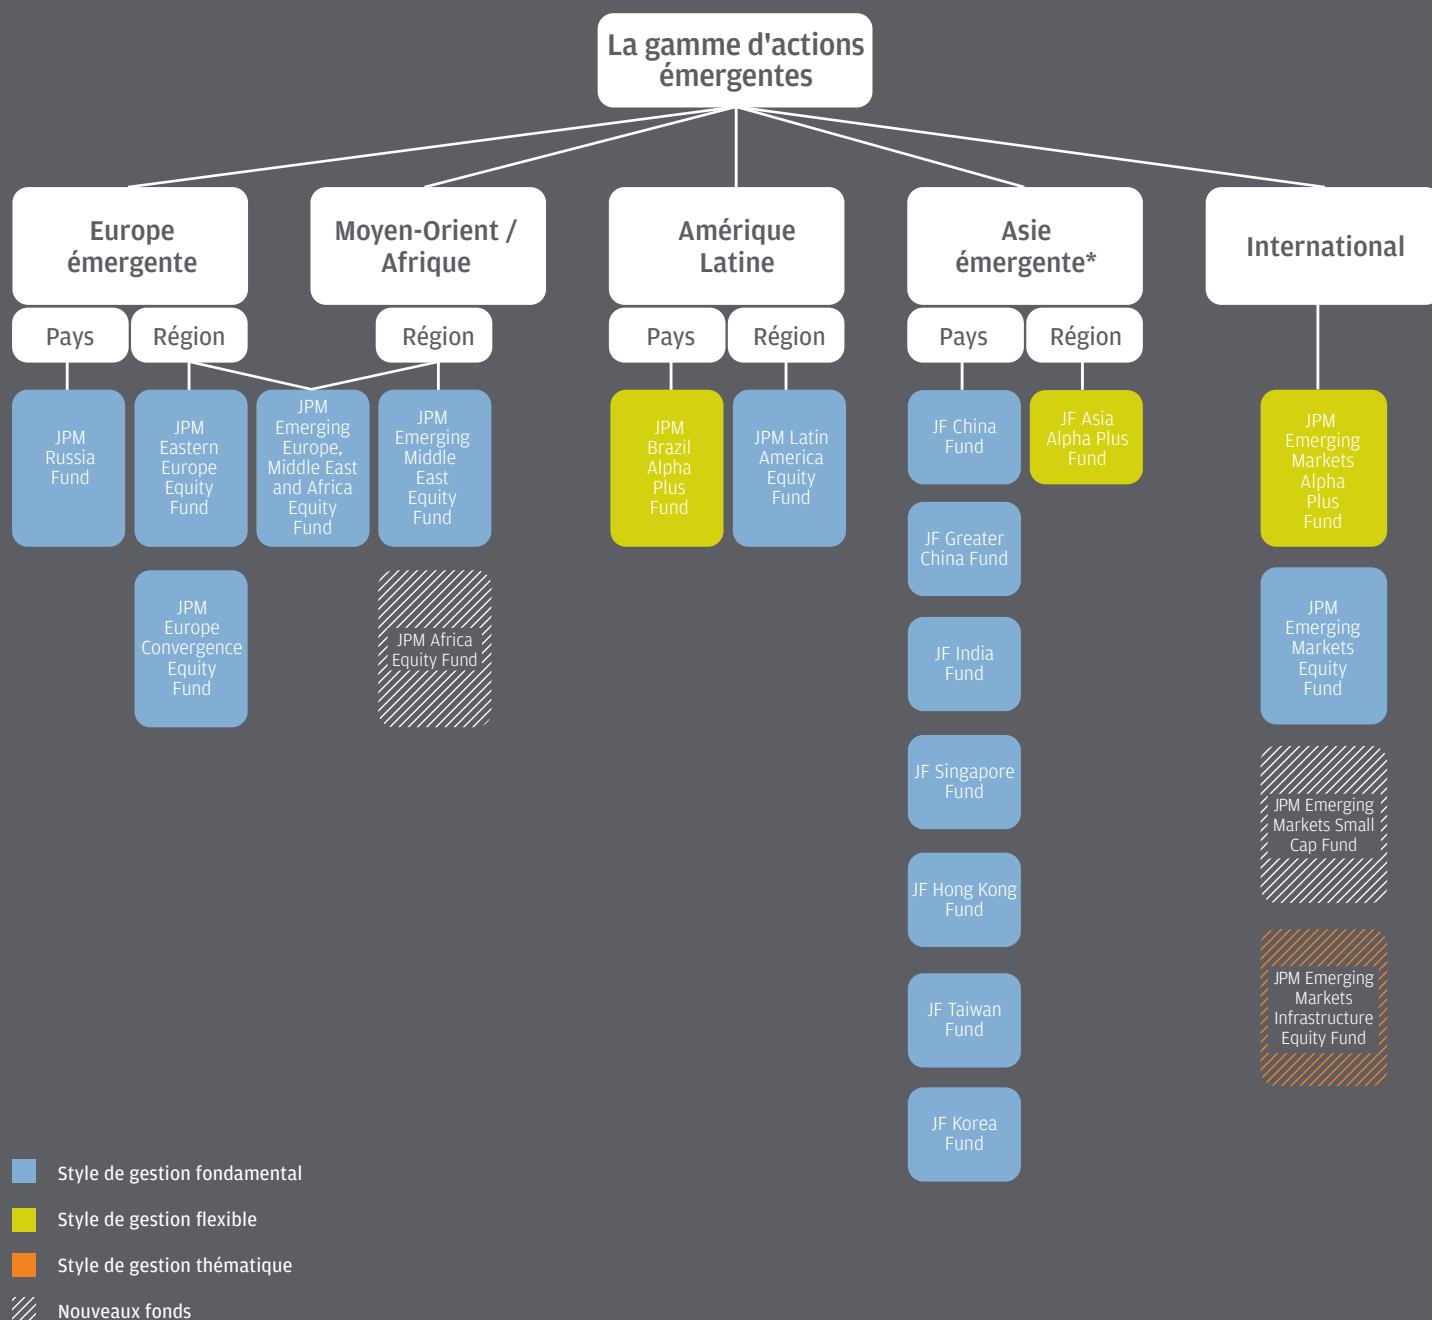 La gamme d'actions
émergentes
Europe
émergente
Moyen-Orient /
Afrique
Amérique
Latine
Asie
émergente*
International
Pays
Région
Région
Pays
Région
Pays
Région
JPM
Russia
Fund
JPM
Eastern
Europe
Equity
Fund
JPM
Emerging
Europe,
Middle East
and Africa
Equity
Fund
JPM
Emerging
Middle
East
Equity
Fund
JPM
Brazil
Alpha
Plus
Fund
JPM Latin
America
Equity
Fund
JF China
Fund
JF Asia
Alpha Plus
Fund
JPM
Emerging
Markets
Alpha
Plus
Fund
JF Greater
China Fund
JPM
Europe
Convergence
Equity
Fund
JPM Africa
Equity Fund
JF India
Fund
JPM
Emerging
Markets
Equity
Fund
JF Singapore
Fund
JPM Emerging
Markets Small
Cap Fund
JF Hong Kong
Fund
JF Taiwan
Fund
JPM Emerging
Markets
Infrastructure
Equity Fund
JF Korea
Fund
Style de gestion fondamental
Style de gestion flexible
Style de gestion thématique
Nouveaux fonds